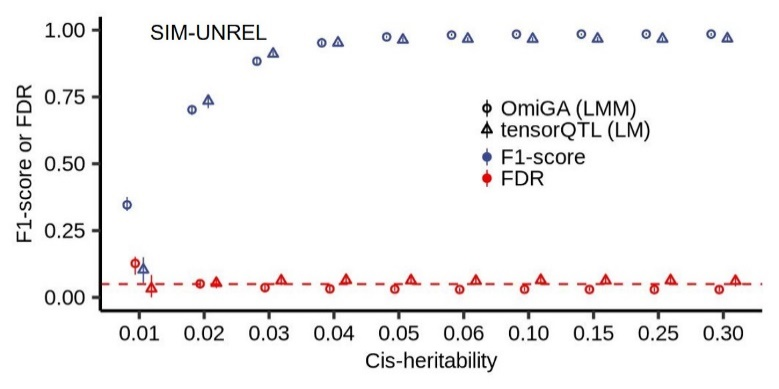 SIM-UNREL
F1-score or FDR
1.00
0.75
0.50
0.25
0.00
OmiGA (LMM)
tensorQTL (LM)
F1-score
FDR
0.01 0.02 0.03 0.04 0.05 0.06 0.10 0.15 0.25 0.30
Cis-heritability